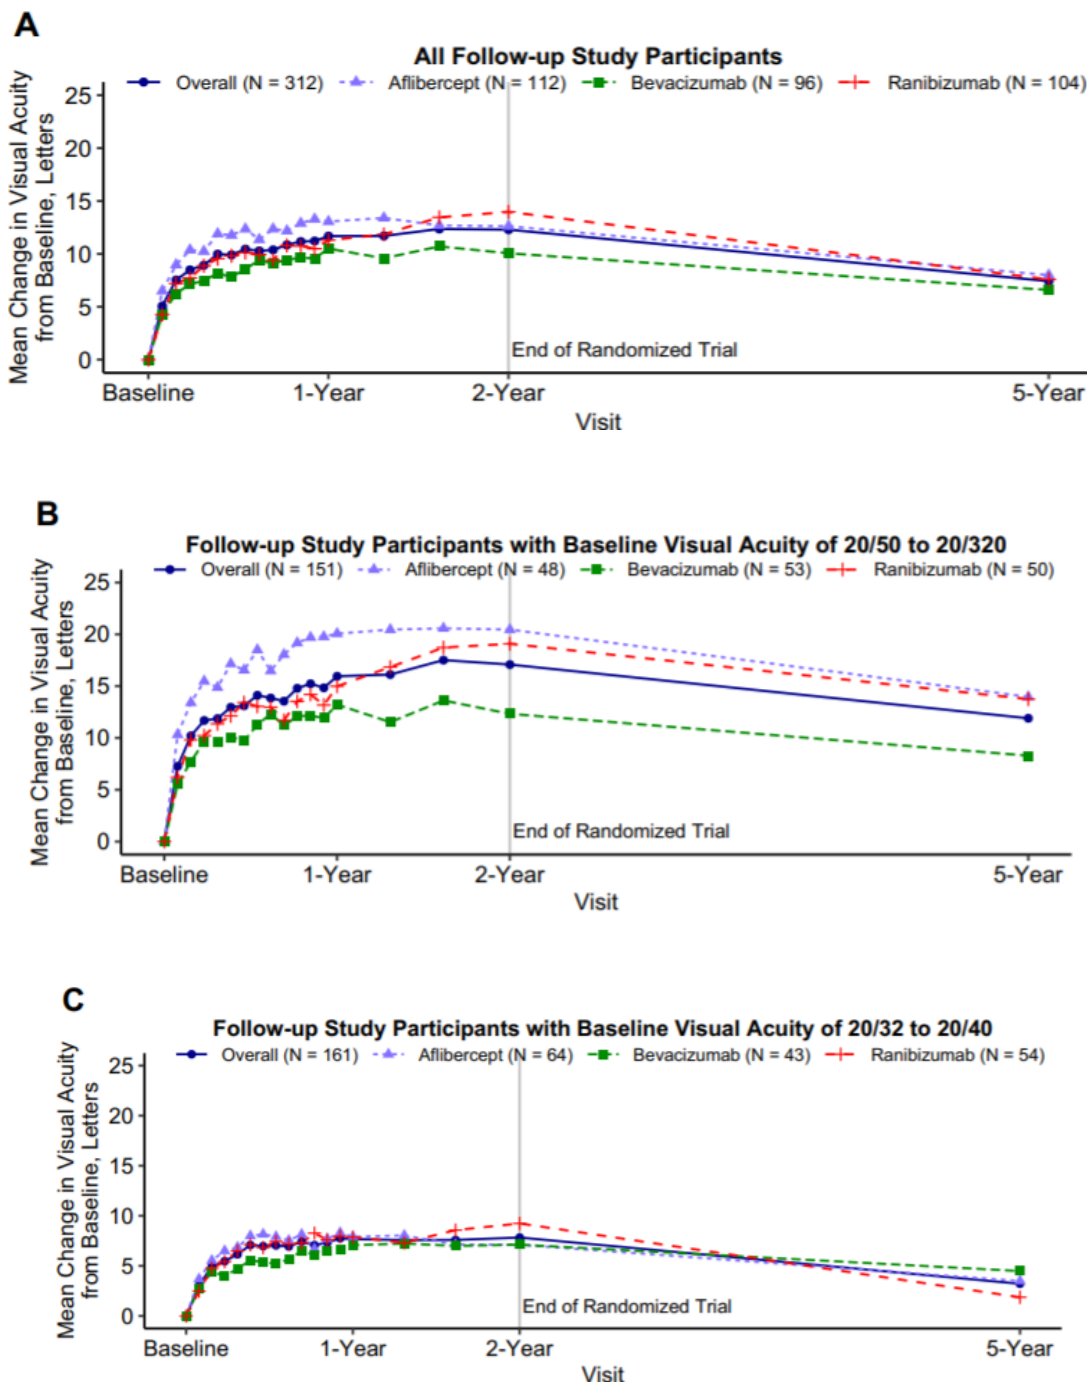 A
All Follow-up Study Participants
Overall (N = 312) Aflibercept (N = 112) Bevacizumab (N = 96) Ranibizumab (N = 104)
Mean Change in Visual Acuity
from Baseline, Letters
25
20
15
10
5
0
End of Randomized Trial
Baseline 1-Year 2-Year 5-Year
Visit
B
Follow-up Study Participants with Baseline Visual Acuity of 20/50 to 20/320
Overall (N = 151) Aflibercept (N = 48) Bevacizumab (N = 53) Ranibizumab (N = 50)
Mean Change in Visual Acuity
from Baseline, Letters
25
20
15
10
5
0
End of Randomized Trial
Baseline 1-Year 2-Year 5-Year
Visit
C
Follow-up Study Participants with Baseline Visual Acuity of 20/32 to 20/40
Overall (N = 161) Aflibercept (N = 64) Bevacizumab (N = 43) Ranibizumab (N = 54)
Mean Change in Visual Acuity
from Baseline, Letters
25
20
15
10
5
0
End of Randomized Trial
Baseline 1-Year 2-Year 5-Year
Visit